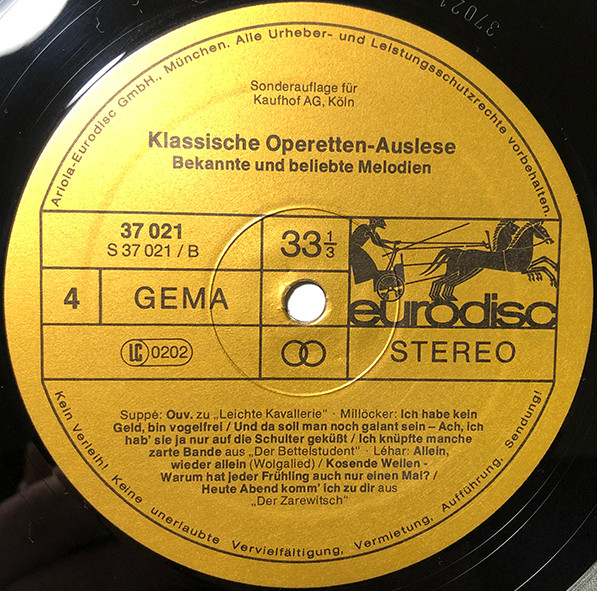 37021
Ariola-Eurodisc GmbH., München. Alle Urheber- und Leistungsschutzrechte vorbehalten.
Sonderauflage für
Kaufhof AG, Köln
Klassische Operetten-Auslese
Bekannte und beliebte Melodien
37 021
S 37 021 / B
33 1/3
4
GEMA
eurodisc
LC 0202
STEREO
Suppé: Ouv. zu „Leichte Kavallerie“ · Millöcker: Ich habe kein
Geld, bin vogelfrei / Und da soll man noch galant sein – Ach, ich
hab' sie ja nur auf die Schulter geküßt / Ich knüpfte manche
zarte Bande aus „Der Bettelstudent“ · Léhar: Allein,
wieder allein (Wolgalied) / Kosende Wellen -
Warum hat jeder Frühling auch nur einen Mai? /
Heute Abend komm' ich zu dir aus
„Der Zarewitsch“
Kein Verleih! Keine unerlaubte Vervielfältigung, Vermietung, Aufführung, Sendung!